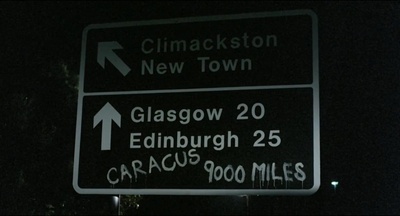 Climackston
New Town
Glasgow 20
Edinburgh 25
CARACUS 9000 MILES